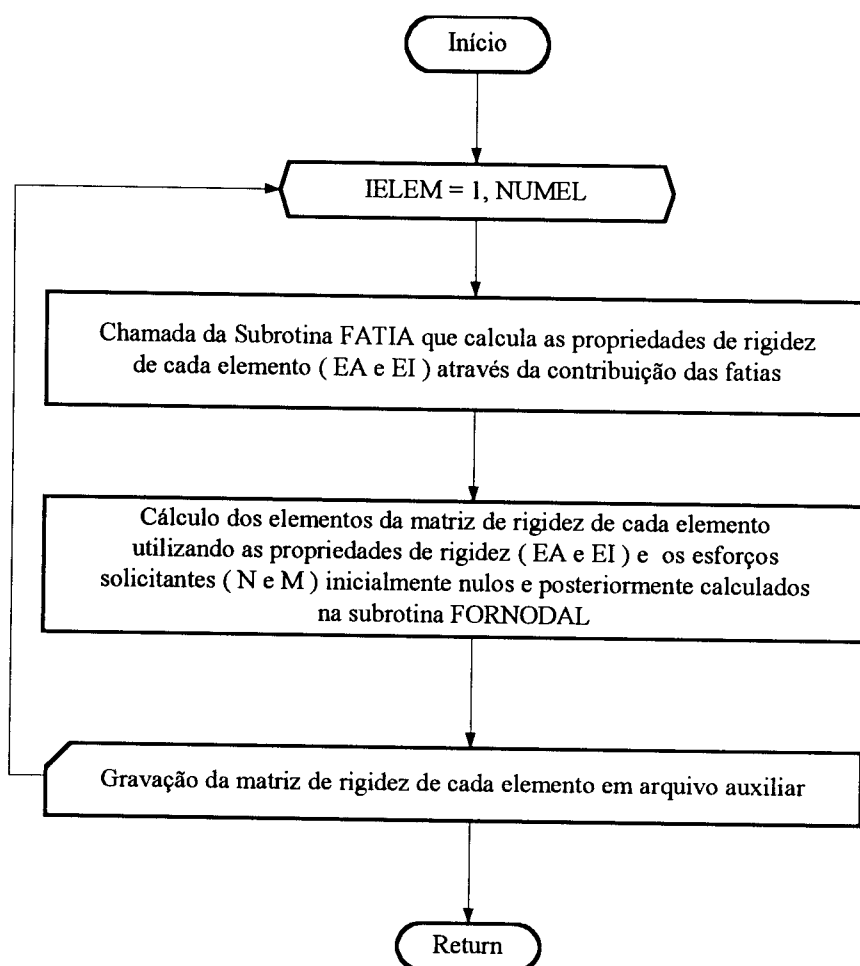 Início
IELEM = 1, NUMEL
Chamada da Subrotina FATIA que calcula as propriedades de rigidez
de cada elemento ( EA e EI ) através da contribuição das fatias
Cálculo dos elementos da matriz de rigidez de cada elemento
utilizando as propriedades de rigidez ( EA e EI ) e os esforços
solicitantes ( N e M ) inicialmente nulos e posteriormente calculados
na subrotina FORNODAL
Gravação da matriz de rigidez de cada elemento em arquivo auxiliar
Return